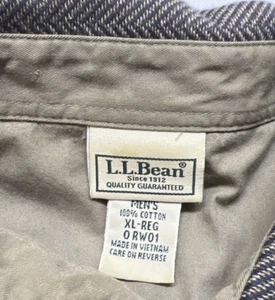 L.L.Bean®
Since 1912
QUALITY GUARANTEED
MEN'S
100% COTTON
XL-REG
0 RW01
MADE IN VIETNAM
CARE ON REVERSE